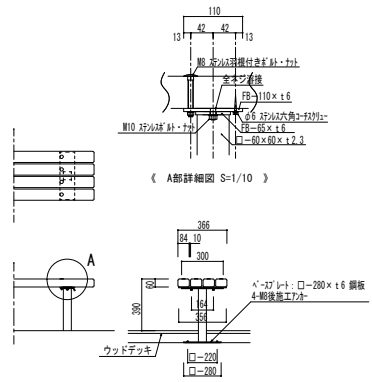 110
13 42 42 13
M8 ステンレス羽根付きボルト・ナット
全ネジ溶接
FB-110×t6
φ6 ステンレス六角コーチスクリュー
M10 ステンレスボルト・ナット
FB-65×t6
□-60×60×t2.3
《 A部詳細図 S=1/10 》
366
84 10
300
A
60
390
164
356
ベースプレート:□-280×t6 鋼板
4-M8後施工アンカー
ウッドデッキ
□-220
□-280